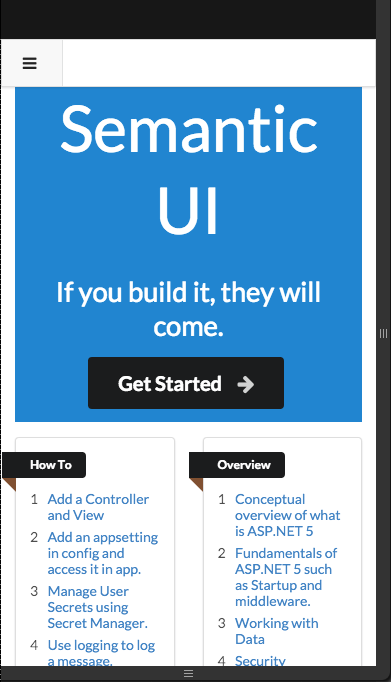 Semantic
UI
If you build it, they will
come.
Get Started
How To
1 Add a Controller
and View
2 Add an appsetting
in config and
access it in app.
3 Manage User
Secrets using
Secret Manager.
4 Use logging to log
a message.
Overview
1 Conceptual
overview of what
is ASP.NET 5
2 Fundamentals of
ASP.NET 5 such
as Startup and
middleware.
3 Working with
Data
4 Security